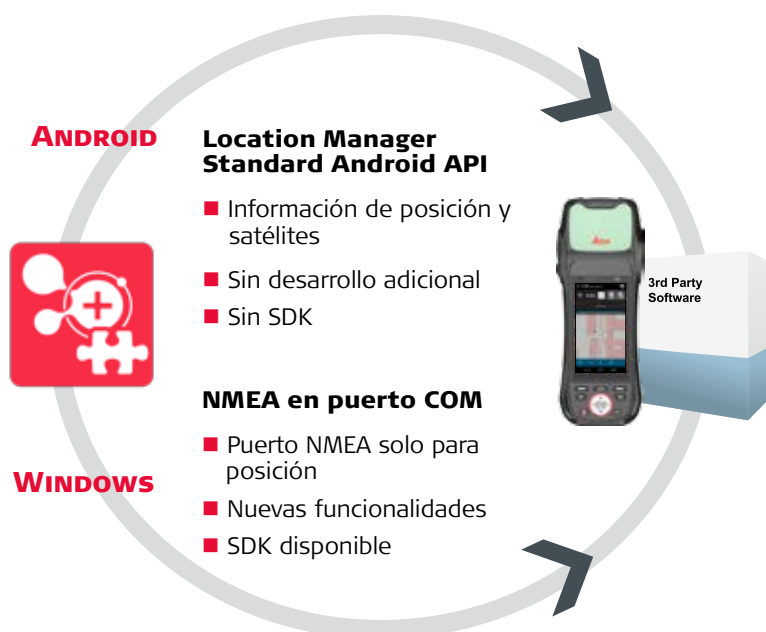 ANDROID
Location Manager
Standard Android API
Información de posición y
satélites
Sin desarrollo adicional
Sin SDK
3rd Party
Software
NMEA en puerto COM
Puerto NMEA solo para
posición
WINDOWS
Nuevas funcionalidades
SDK disponible